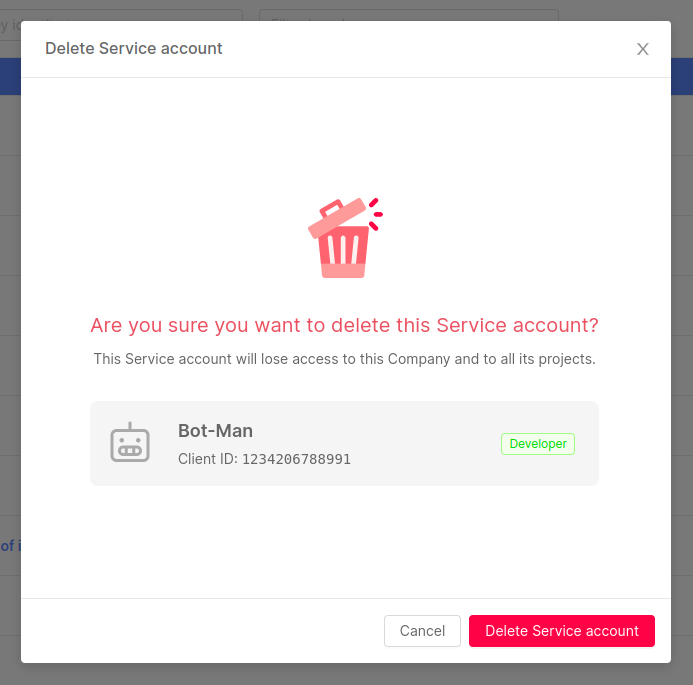 Delete Service account
Are you sure you want to delete this Service account?
This Service account will lose access to this Company and to all its projects.
Bot-Man
Client ID: 1234206788991
Developer
of i
Cancel
Delete Service account